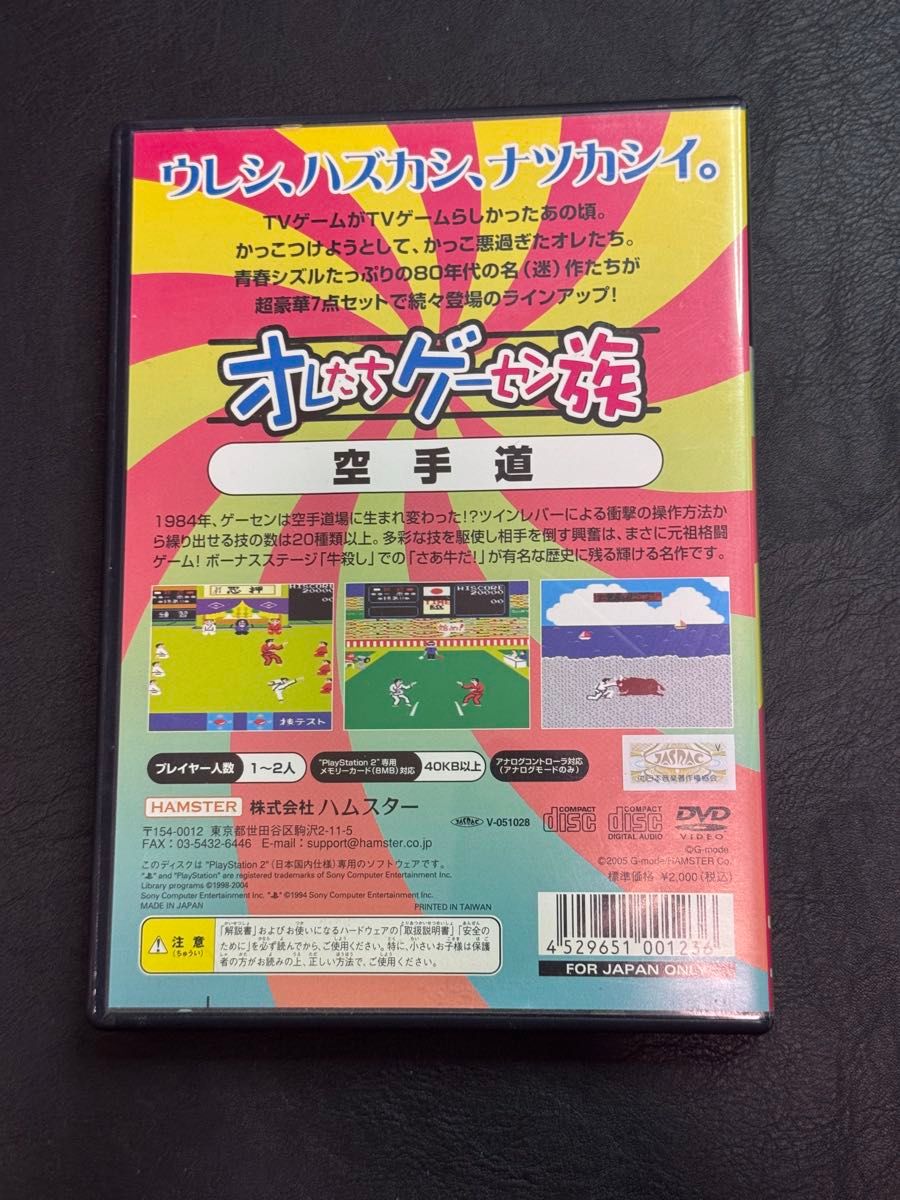 ウレシ、ハズカシ、ナツカシイ。
TVゲームがTVゲームらしかったあの頃。
かっこつけようとして、かっこ悪過ぎたオレたち。
青春シズルたっぷりの80年代の名（迷）作たちが
超豪華7点セットで続々登場のラインアップ！
オレたちゲーセン族
空手道
1984年、ゲーセンは空手道場に生まれ変わった!?ツインレバーによる衝撃の操作方法か
ら繰り出せる技の数は20種類以上。多彩な技を駆使し相手を倒す興奮は、まさに元祖格闘
ゲーム！ボーナスステージ「牛殺し」での「さあ牛だ！」が有名な歴史に残る輝ける名作です。
HISCORE
20000
00
技テスト
HISCORE
20000
00
TIME
プレイヤー人数 1〜2人
"PlayStation 2"専用
メモリーカード(8MB)対応
40KB以上
アナログコントローラ対応
(アナログモードのみ)
V
JASRAC
HAMSTER 株式会社 ハムスター
〒154-0012 東京都世田谷区駒沢2-11-5
FAX：03-5432-6446 E-mail：support@hamster.co.jp
JASRAC V-051028
COMPACT disc
COMPACT disc DIGITAL AUDIO
DVD VIDEO
©G-mode
©2005 G-mode/HAMSTER Co.
標準価格 ¥2,000(税込)
このディスクは "PlayStation 2"（日本国内仕様）専用のソフトウェアです。
" " and "PlayStation" are registered trademarks of Sony Computer Entertainment Inc.
Library programs ©1998-2004
Sony Computer Entertainment Inc. " " ©1994 Sony Computer Entertainment Inc.
MADE IN JAPAN
PRINTED IN TAIWAN
注意
(ちゅうい)
「解説書」およびお使いになるハードウェアの「取扱説明書」「安全の
ために」を必ず読んでから、ご使用ください。特に、小さいお子様は保護
者の方がお読みの上、正しい方法で、ご使用ください。
4 529651 001236
FOR JAPAN ONLY